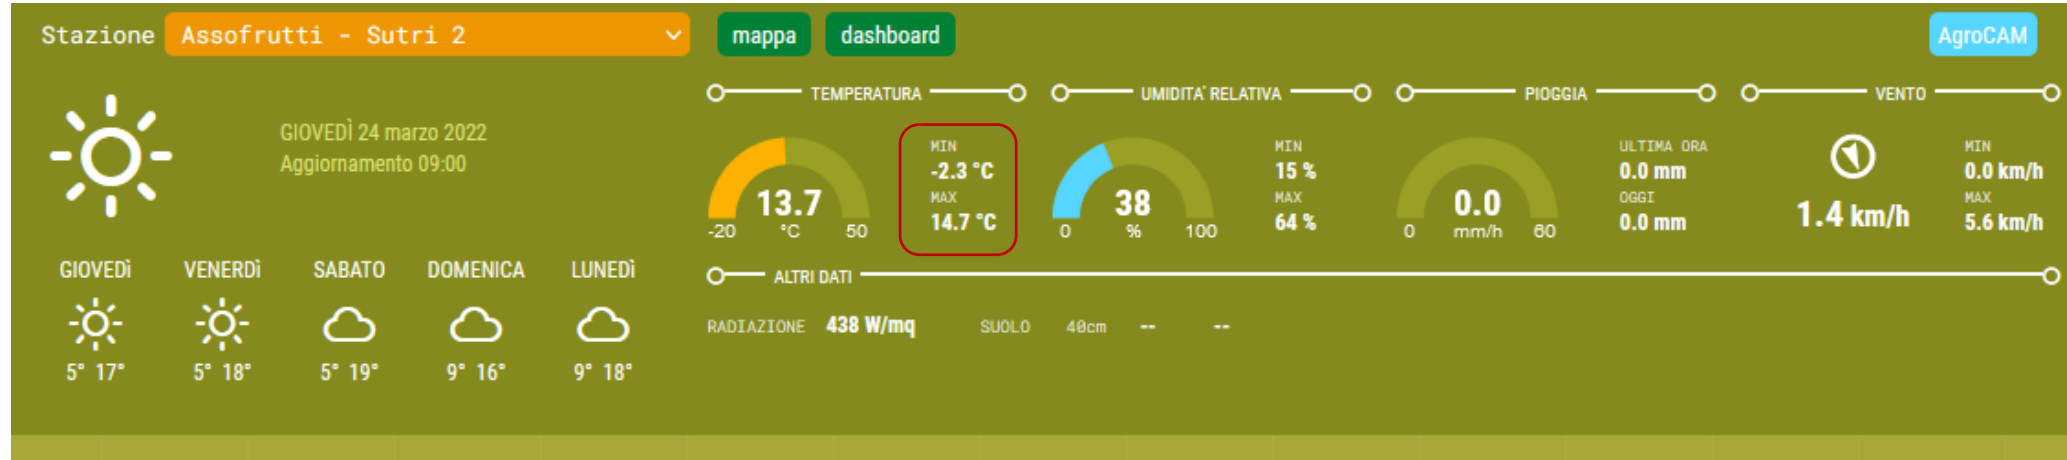 Stazione Assofrutti - Sutri 2 mappa dashboard AgroCAM
GIOVEDÌ 24 marzo 2022
Aggiornamento 09:00
GIOVEDÌ VENERDÌ SABATO DOMENICA LUNEDÌ
5° 17° 5° 18° 5° 19° 9° 16° 9° 18°
TEMPERATURA
13.7
-20 °C 50
MIN
-2.3 °C
MAX
14.7 °C
UMIDITA' RELATIVA
38
0 % 100
MIN
15 %
MAX
64 %
PIOGGIA
0.0
0 mm/h 60
ULTIMA ORA
0.0 mm
OGGI
0.0 mm
VENTO
1.4 km/h
MIN
0.0 km/h
MAX
5.6 km/h
ALTRI DATI
RADIAZIONE 438 W/mq SUOLO 40cm -- --